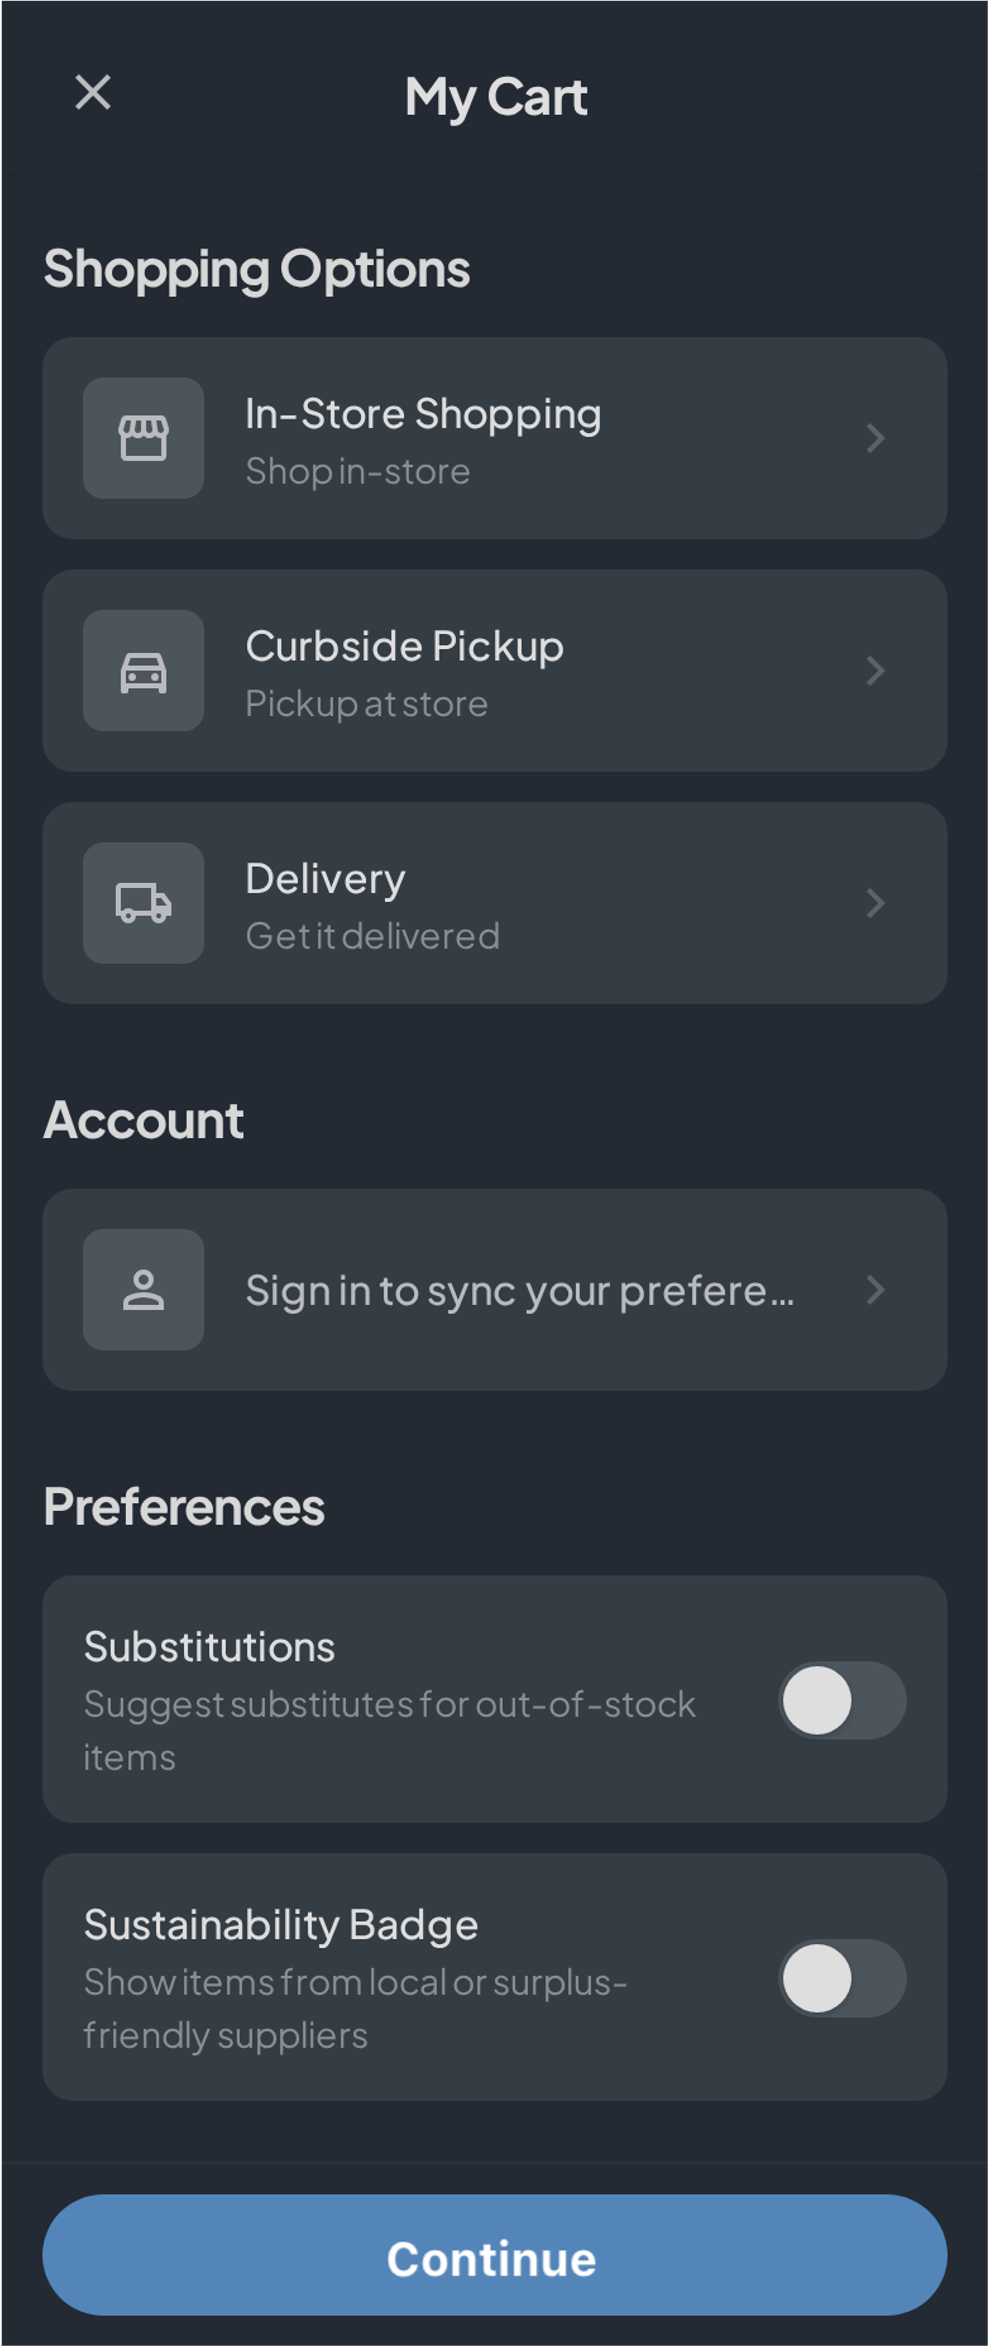 My Cart
Shopping Options
In-Store Shopping
Shop in-store
Curbside Pickup
Pickup at store
Delivery
Get it delivered
Account
Sign in to sync your prefere...
Preferences
Substitutions
Suggest substitutes for out-of-stock
items
Sustainability Badge
Show items from local or surplus-
friendly suppliers
Continue